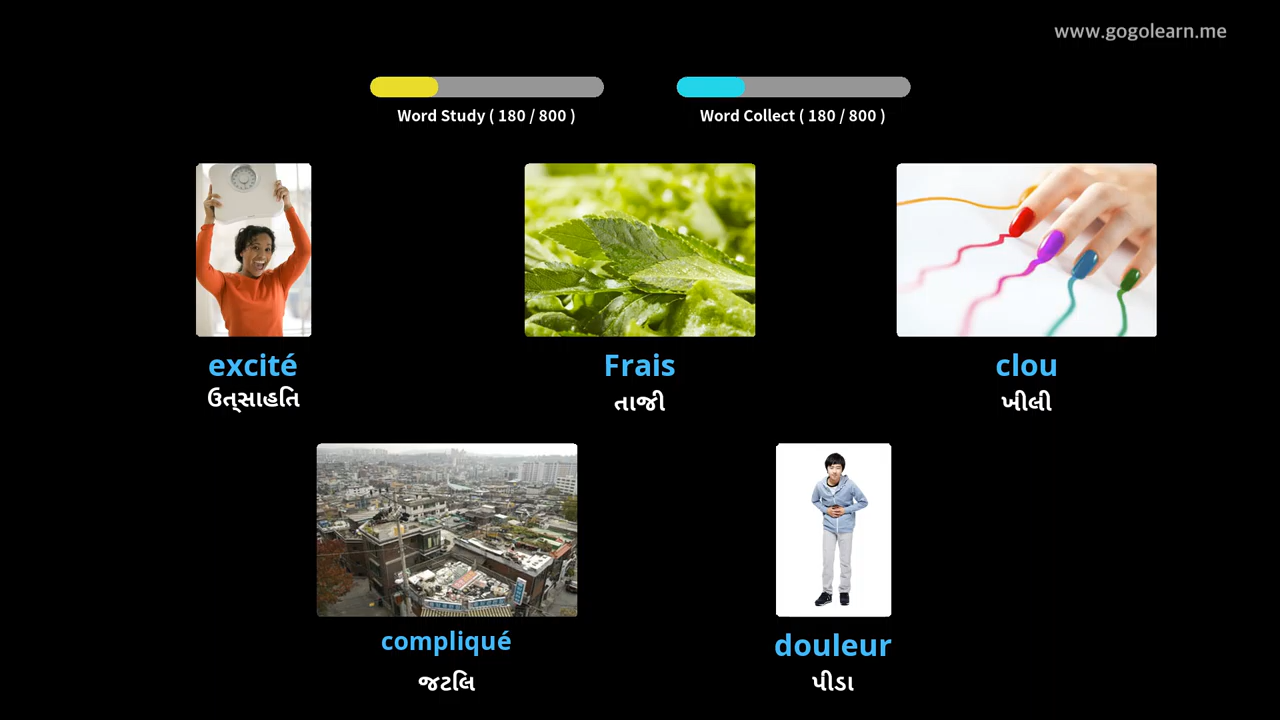 www.gogolearn.me
Word Study ( 180 / 800 )
Word Collect ( 180 / 800 )
excité
ઉત્સાહતિ
Frais
તાજી
clou
ખીલી
compliqué
જટલિ
douleur
પીડા